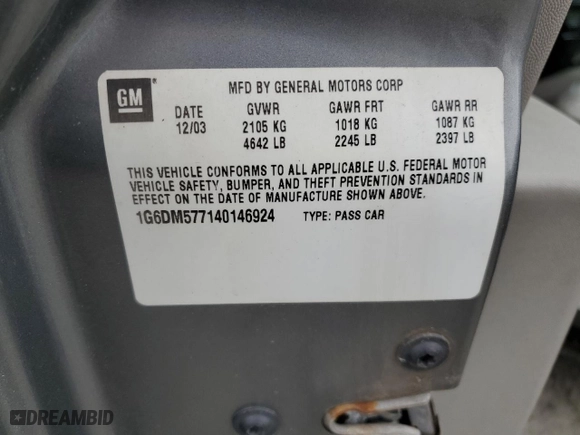 GM
MFD BY GENERAL MOTORS CORP
DATE GVWR GAWR FRT GAWR RR
12/03 2105 KG 1018 KG 1087 KG
4642 LB 2245 LB 2397 LB
THIS VEHICLE CONFORMS TO ALL APPLICABLE U.S. FEDERAL MOTOR
VEHICLE SAFETY, BUMPER, AND THEFT PREVENTION STANDARDS IN
EFFECT ON THE DATE OF MANUFACTURE SHOWN ABOVE.
1G6DM577140146924 TYPE: PASS CAR
DREAMBID